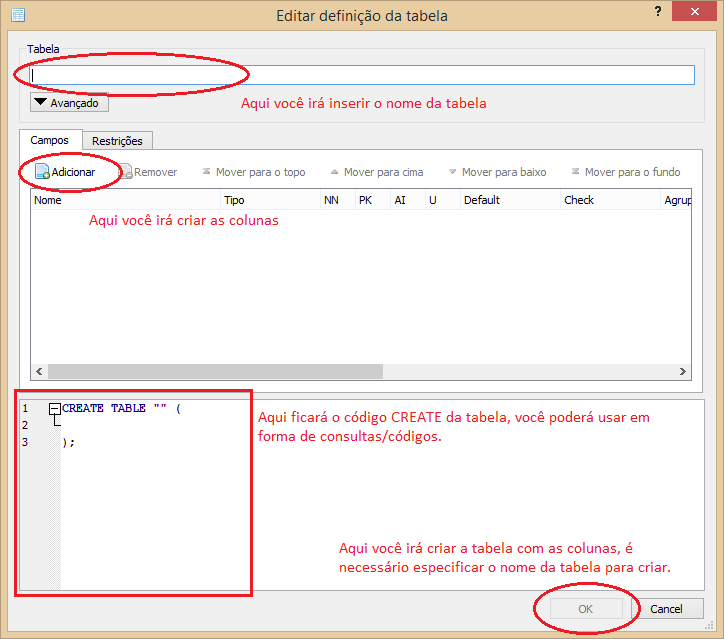 Editar definição da tabela
?
Tabela
Aqui você irá inserir o nome da tabela
Avançado
Campos Restrições
Adicionar Remover Mover para o topo Mover para cima Mover para baixo Mover para o fundo
Nome Tipo NN PK AI U Default Check Agrup
Aqui você irá criar as colunas
1 CREATE TABLE "" (
2
3 );
Aqui ficará o código CREATE da tabela, você poderá usar em
forma de consultas/códigos.
Aqui você irá criar a tabela com as colunas, é
necessário especificar o nome da tabela para criar.
OK Cancel